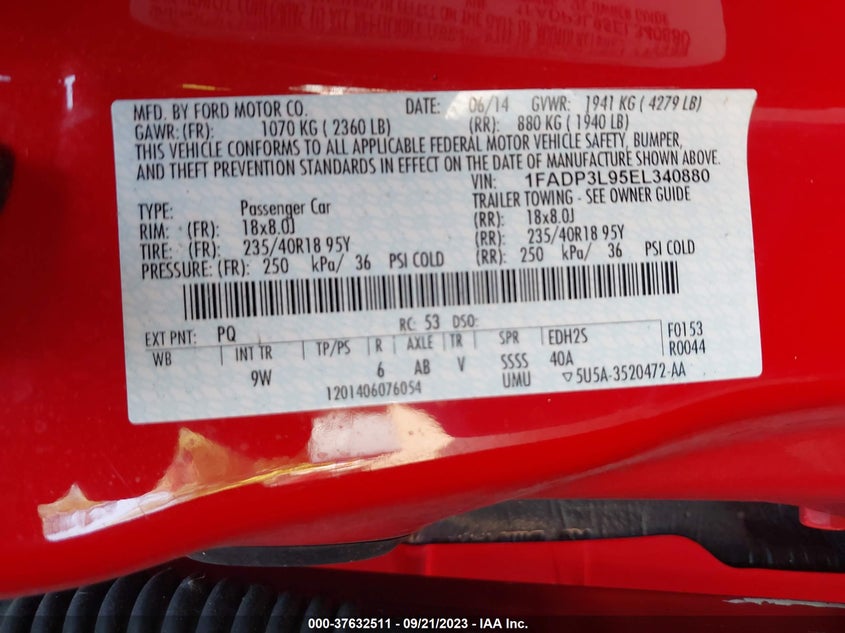 MFD. BY FORD MOTOR CO. DATE: 06/14 GVWR: 1941 KG ( 4279 LB)
GAWR: (FR): 1070 KG ( 2360 LB) (RR): 880 KG ( 1940 LB)
THIS VEHICLE CONFORMS TO ALL APPLICABLE FEDERAL MOTOR VEHICLE SAFETY, BUMPER,
AND THEFT PREVENTION STANDARDS IN EFFECT ON THE DATE OF MANUFACTURE SHOWN ABOVE.
VIN: 1FADP3L95EL340880
TYPE: Passenger Car TRAILER TOWING - SEE OWNER GUIDE
RIM: (FR): 18x8.0J (RR): 18x8.0J
TIRE: (FR): 235/40R18 95Y (RR): 235/40R18 95Y
PRESSURE: (FR): 250 kPa/ 36 PSI COLD (RR): 250 kPa/ 36 PSI COLD
EXT PNT: PQ RC: 53 DSO:
WB INT TR TP/PS R AXLE TR SPR EDH2S F0153
9W 6 AB V SSSS 40A R0044
1201406076054 UMU ▽5U5A-3520472-AA
000-37632511 - 09/21/2023 - IAA Inc.